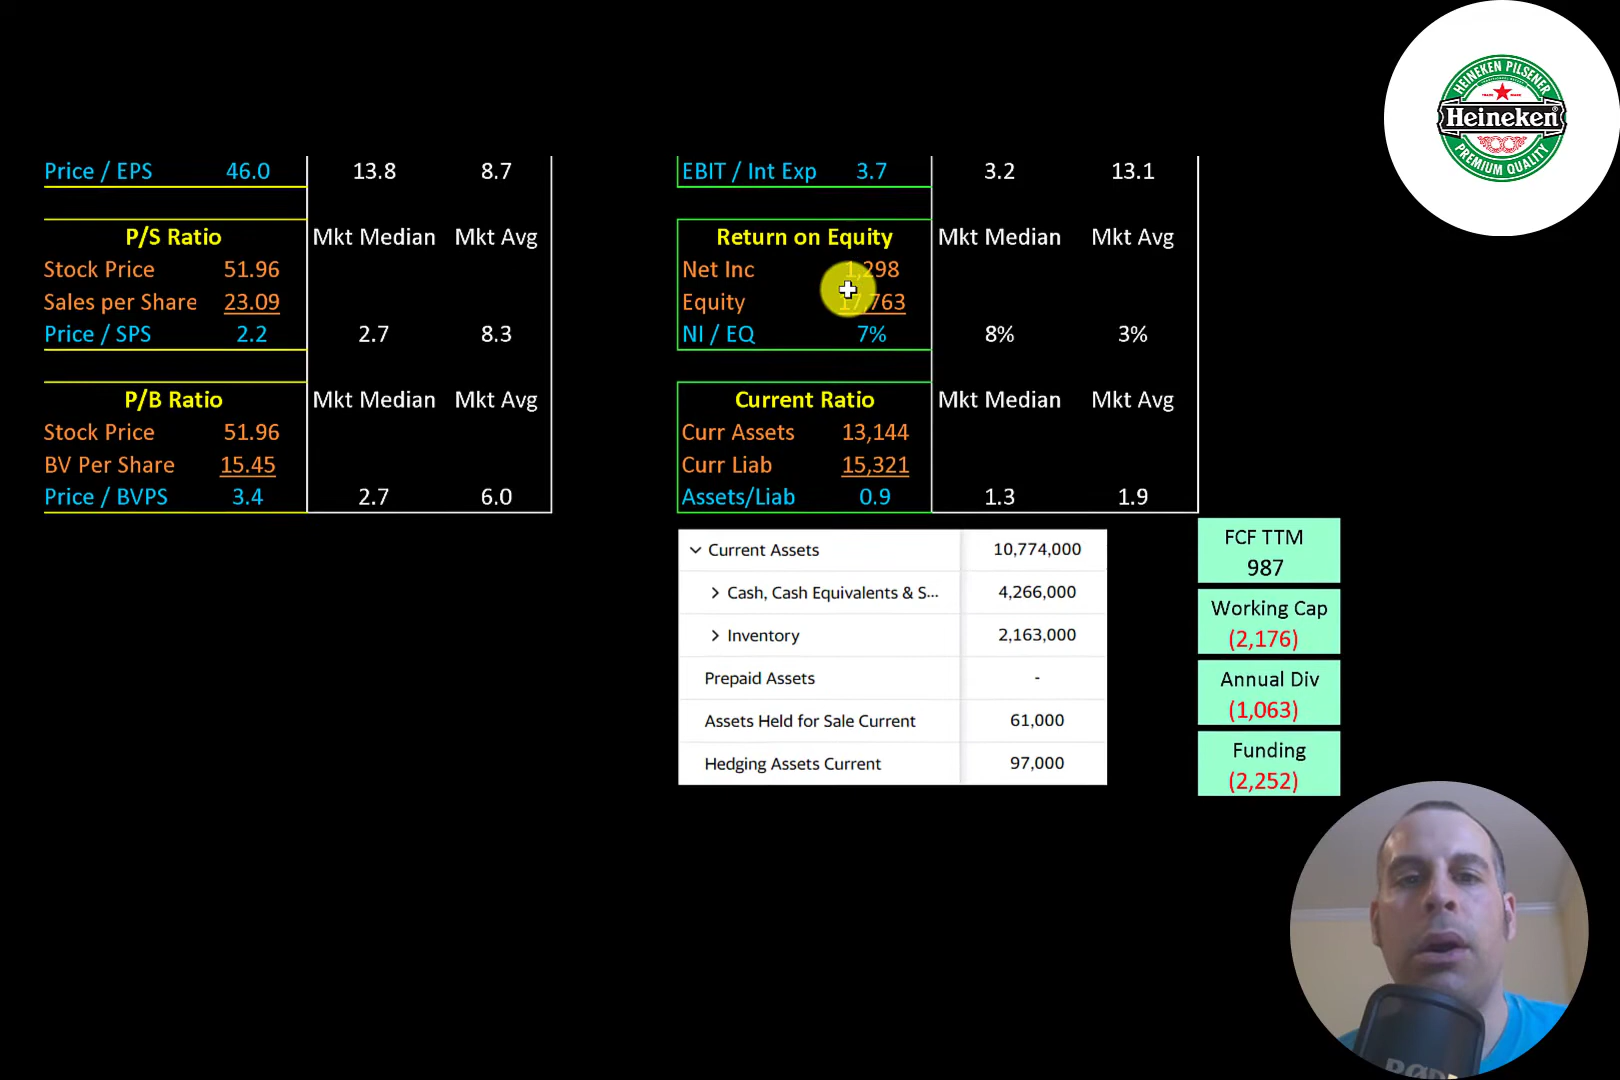 HEINEKEN PILSENER
TRADE MARK
Heineken®
PREMIUM QUALITY
Price / EPS 46.0 13.8 8.7
P/S Ratio Mkt Median Mkt Avg
Stock Price 51.96
Sales per Share 23.09
Price / SPS 2.2 2.7 8.3
P/B Ratio Mkt Median Mkt Avg
Stock Price 51.96
BV Per Share 15.45
Price / BVPS 3.4 2.7 6.0
EBIT / Int Exp 3.7 3.2 13.1
Return on Equity Mkt Median Mkt Avg
Net Inc 1,298
Equity 17,763
NI / EQ 7% 8% 3%
Current Ratio Mkt Median Mkt Avg
Curr Assets 13,144
Curr Liab 15,321
Assets/Liab 0.9 1.3 1.9
Current Assets 10,774,000
Cash, Cash Equivalents & S... 4,266,000
Inventory 2,163,000
Prepaid Assets -
Assets Held for Sale Current 61,000
Hedging Assets Current 97,000
FCF TTM
987
Working Cap
(2,176)
Annual Div
(1,063)
Funding
(2,252)
RØDE